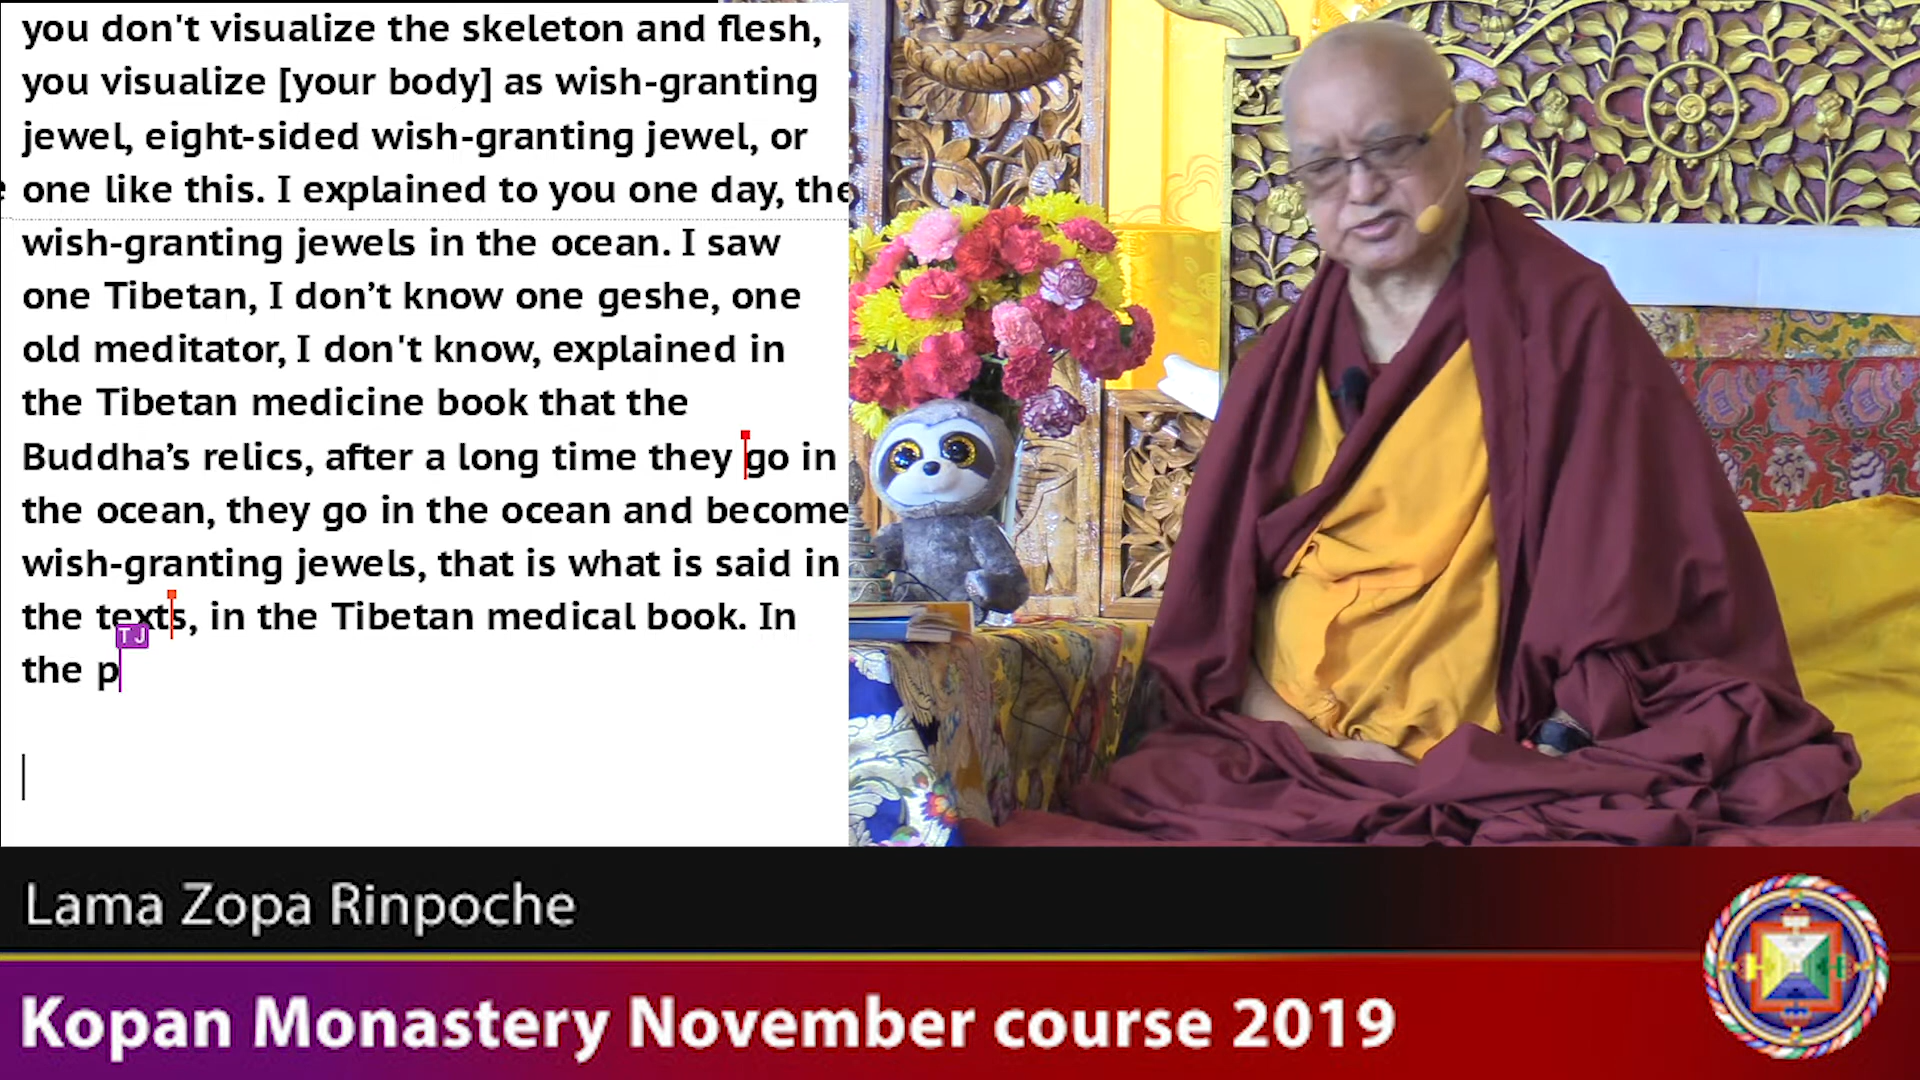 you don't visualize the skeleton and flesh,
you visualize [your body] as wish-granting
jewel, eight-sided wish-granting jewel, or
one like this. I explained to you one day, the
wish-granting jewels in the ocean. I saw
one Tibetan, I don’t know one geshe, one
old meditator, I don't know, explained in
the Tibetan medicine book that the
Buddha’s relics, after a long time they go in
the ocean, they go in the ocean and become
wish-granting jewels, that is what is said in
the texts, in the Tibetan medical book. In
TJ
the p
Lama Zopa Rinpoche
Kopan Monastery November course 2019